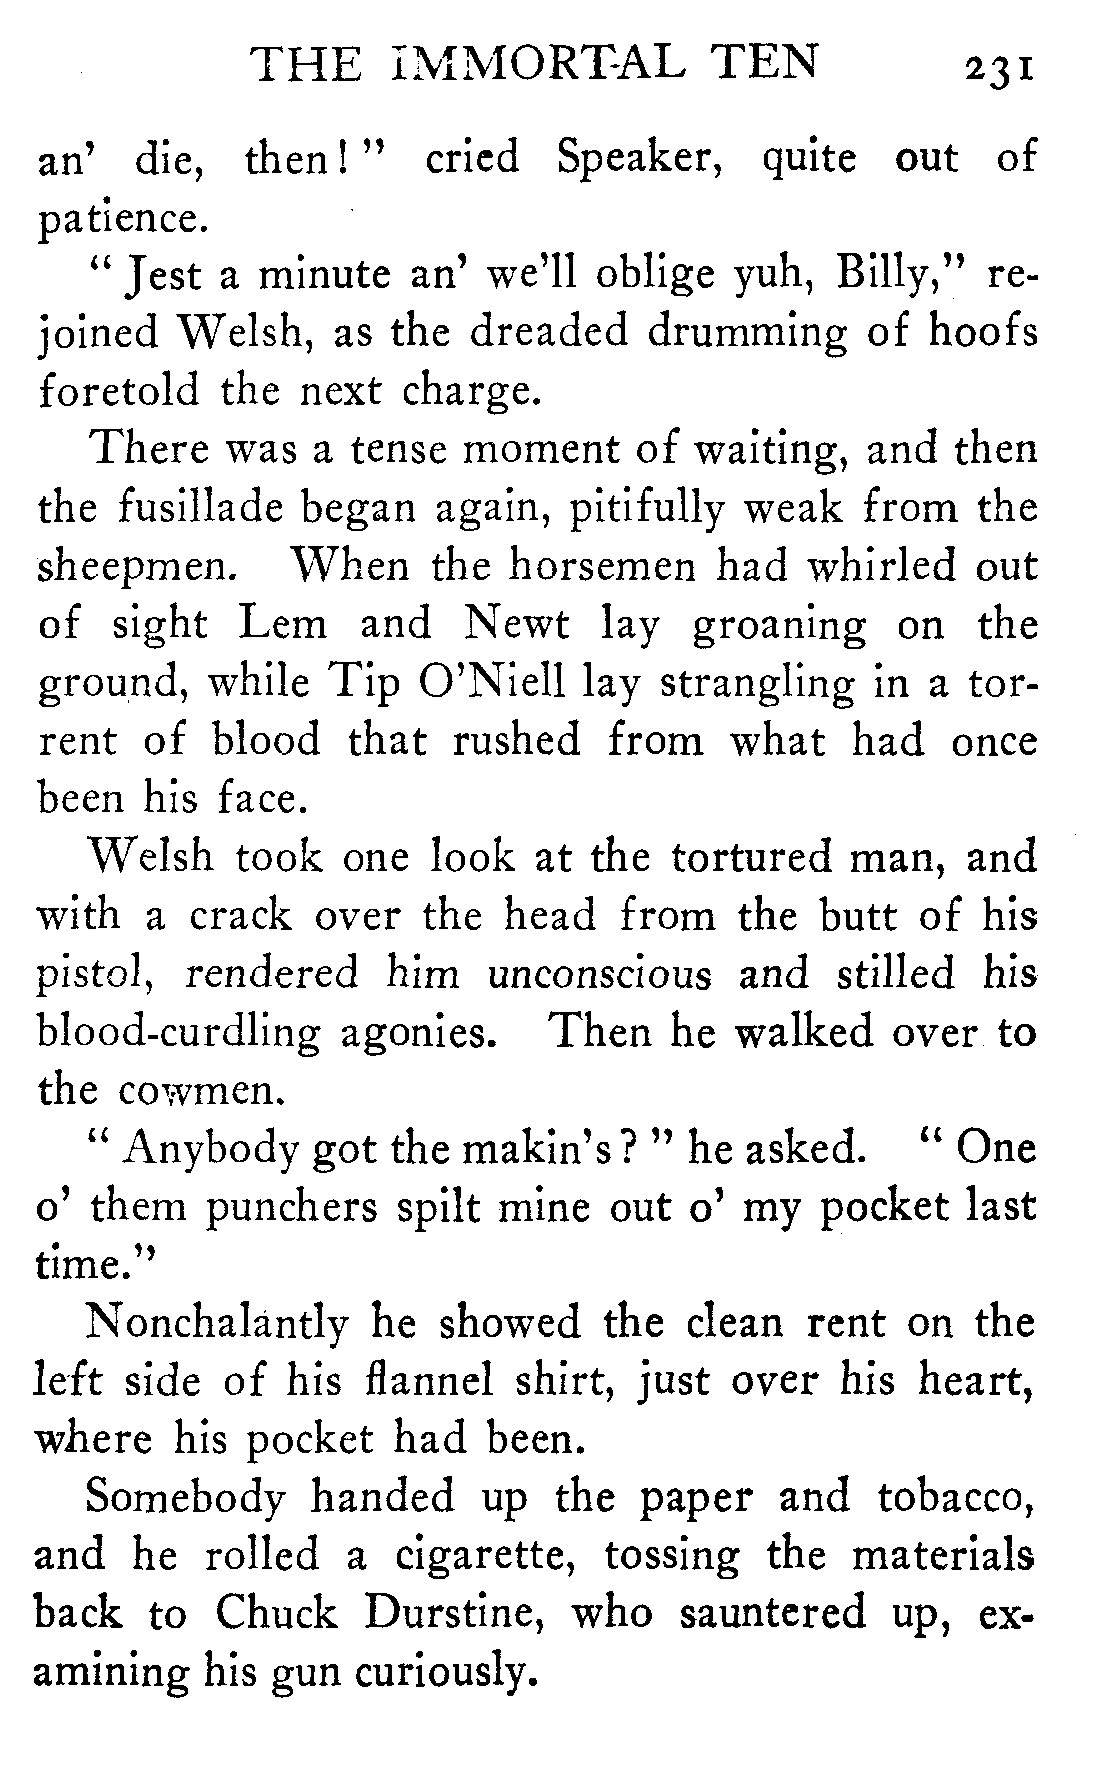 THE IMMORTAL TEN 231
an' die, then!" cried Speaker, quite out of
patience.
"Jest a minute an' we'll oblige yuh, Billy," re-
joined Welsh, as the dreaded drumming of hoofs
foretold the next charge.
There was a tense moment of waiting, and then
the fusillade began again, pitifully weak from the
sheepmen. When the horsemen had whirled out
of sight Lem and Newt lay groaning on the
ground, while Tip O'Niell lay strangling in a tor-
rent of blood that rushed from what had once
been his face.
Welsh took one look at the tortured man, and
with a crack over the head from the butt of his
pistol, rendered him unconscious and stilled his
blood-curdling agonies. Then he walked over to
the cowmen.
"Anybody got the makin's?" he asked. "One
o' them punchers spilt mine out o' my pocket last
time."
Nonchalantly he showed the clean rent on the
left side of his flannel shirt, just over his heart,
where his pocket had been.
Somebody handed up the paper and tobacco,
and he rolled a cigarette, tossing the materials
back to Chuck Durstine, who sauntered up, ex-
amining his gun curiously.